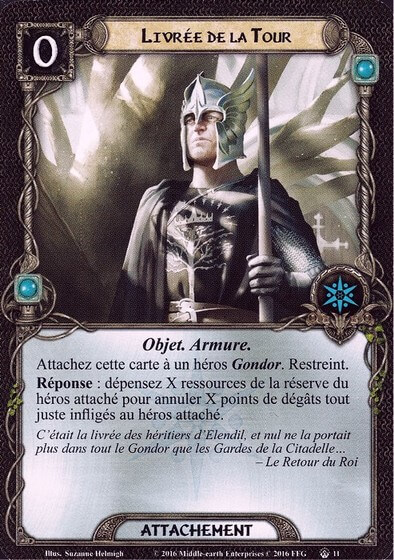 0
LIVRÉE DE LA TOUR
Objet. Armure.
Attachez cette carte à un héros Gondor. Restreint.
Réponse : dépensez X ressources de la réserve du
héros attaché pour annuler X points de dégâts tout
juste infligés au héros attaché.
C'était la livrée des héritiers d'Elendil, et nul ne la portait
plus dans tout le Gondor que les Gardes de la Citadelle…
– Le Retour du Roi
ATTACHEMENT
Illus. Suzanne Helmigh © 2016 Middle-earth Enterprises © 2016 FFG 11